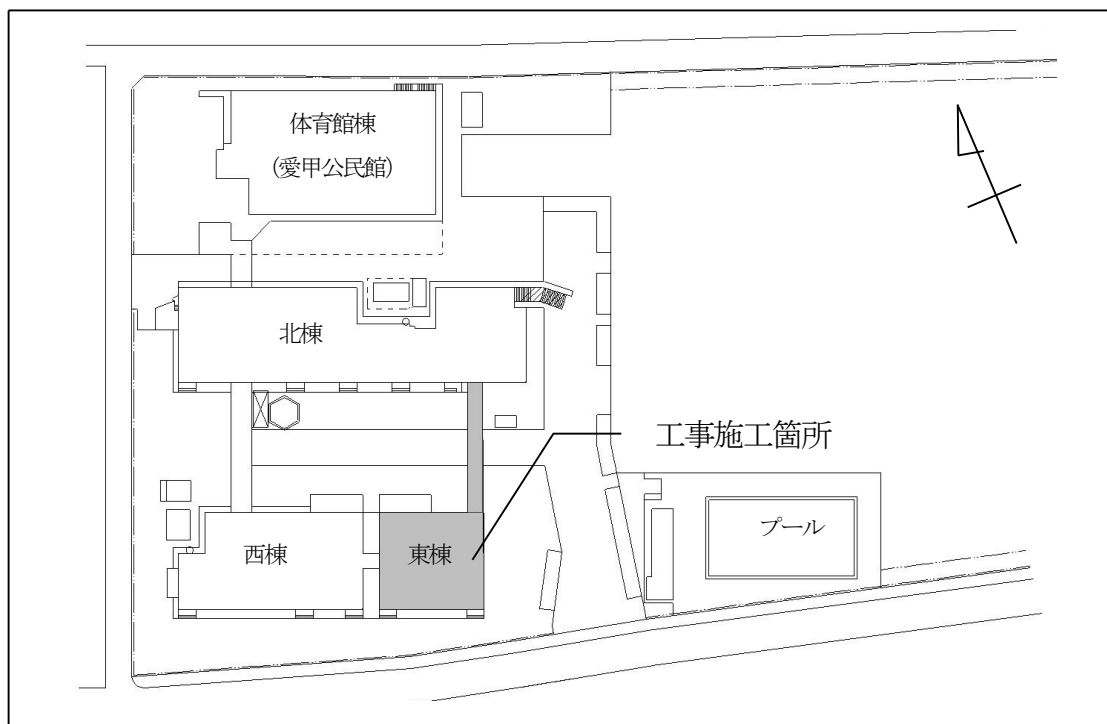 体育館棟
(愛甲公民館)
北棟
工事施工箇所
プール
西棟
東棟